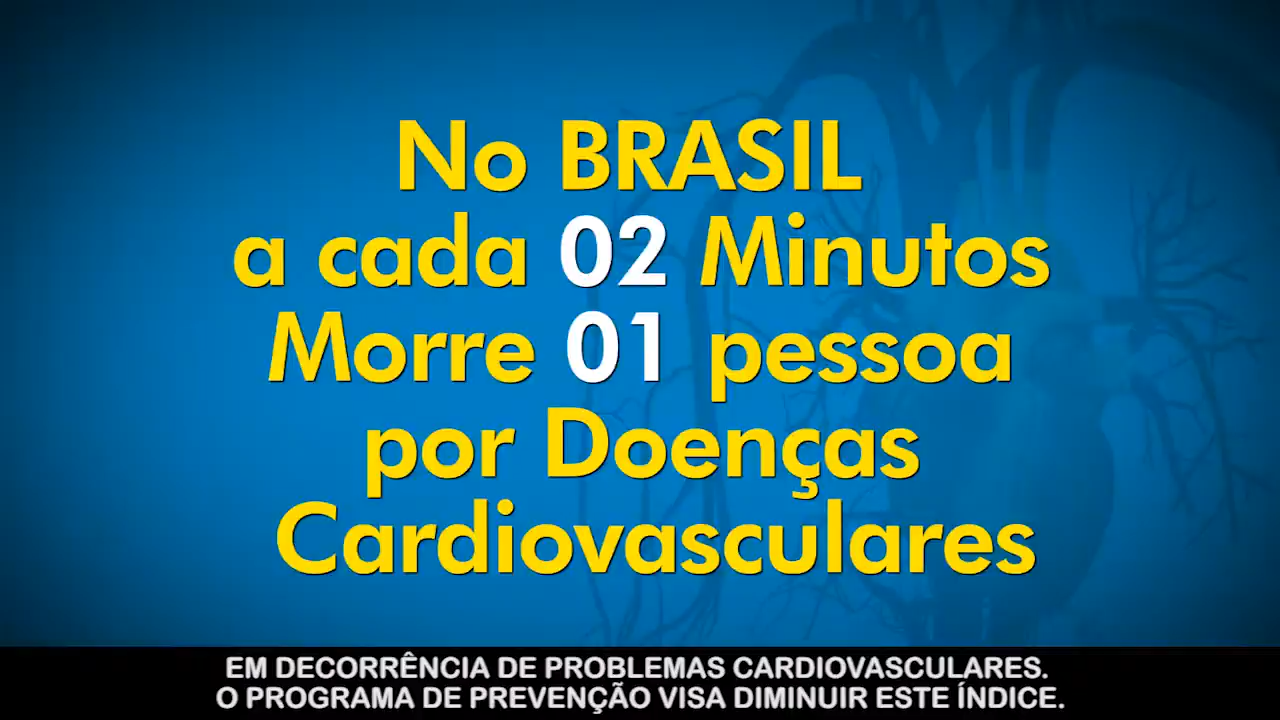 No BRASIL
a cada 02 Minutos
Morre 01 pessoa
por Doenças
Cardiovasculares
EM DECORRÊNCIA DE PROBLEMAS CARDIOVASCULARES.
O PROGRAMA DE PREVENÇÃO VISA DIMINUIR ESTE ÍNDICE.